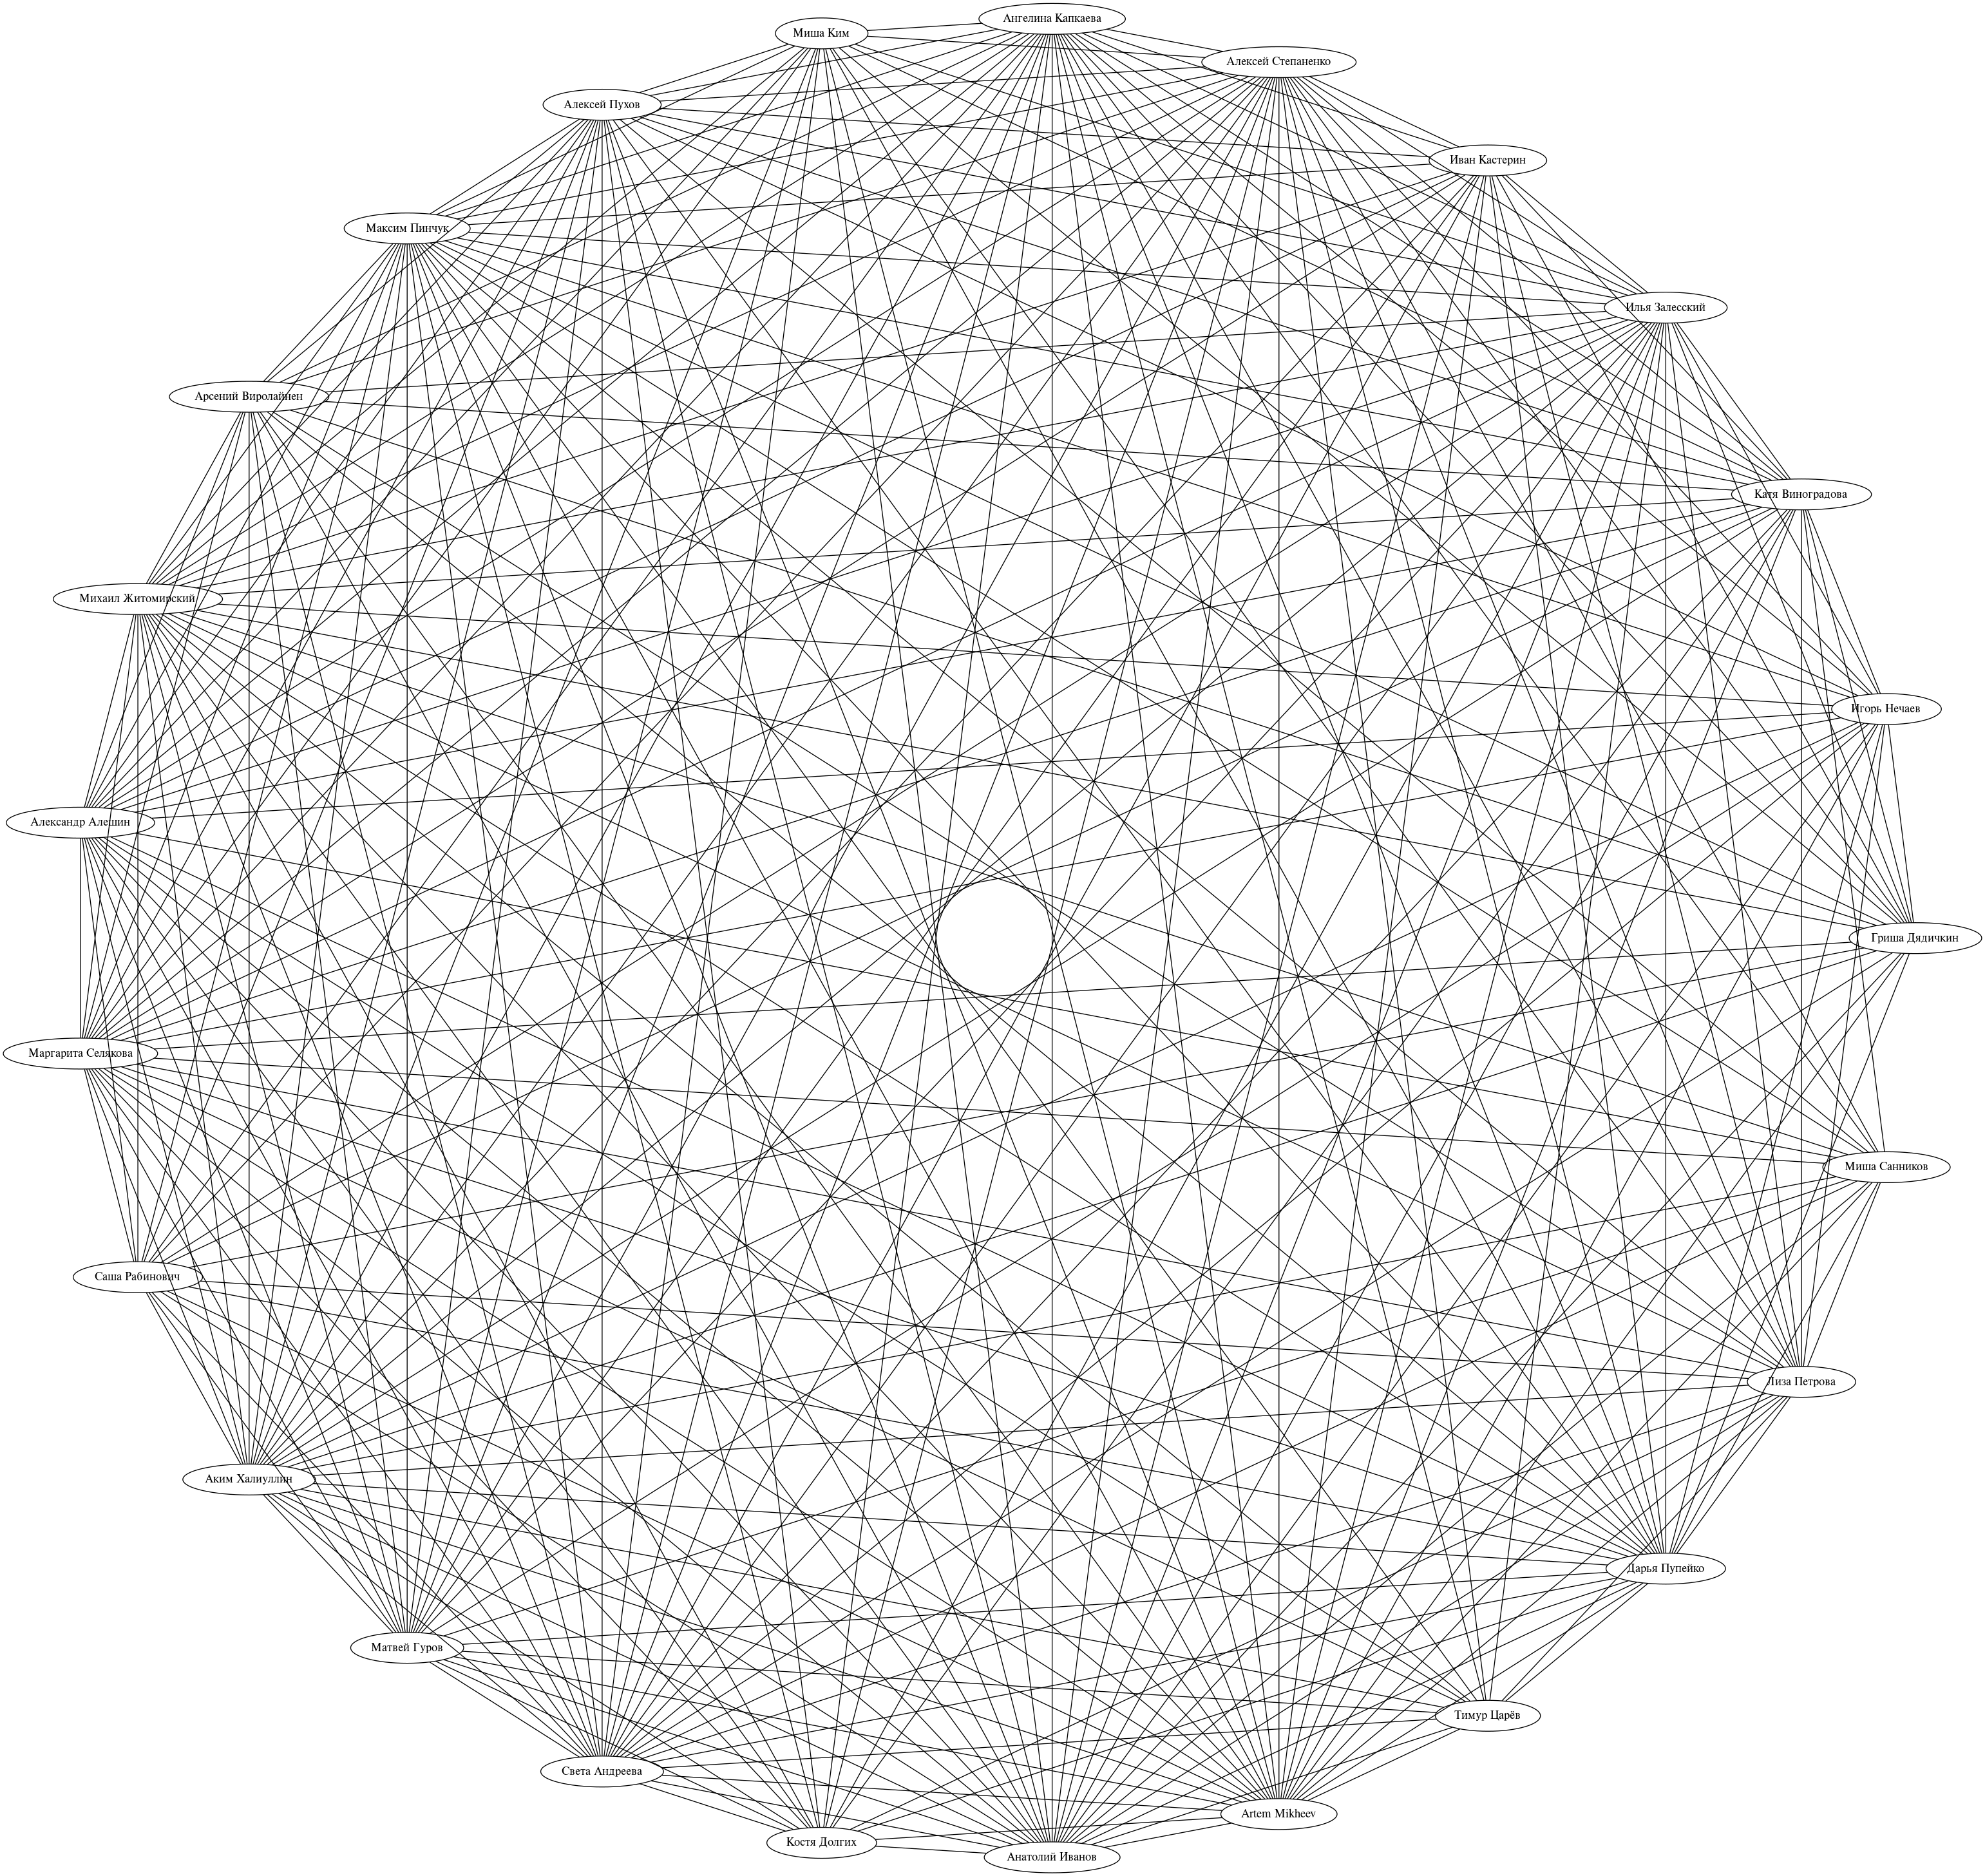 Ангелина Капкаева
Миша Ким
Алексей Степаненко
Алексей Пухов
Иван Кастерин
Максим Пинчук
Илья Залесский
Арсений Виролайнен
Катя Виноградова
Михаил Житомирский
Игорь Нечаев
Александр Алешин
Гриша Дядичкин
Маргарита Селякова
Миша Санников
Саша Рабинович
Лиза Петрова
Аким Халиуллин
Дарья Пупейко
Матвей Гуров
Тимур Царёв
Света Андреева
Artem Mikheev
Костя Долгих
Анатолий Иванов